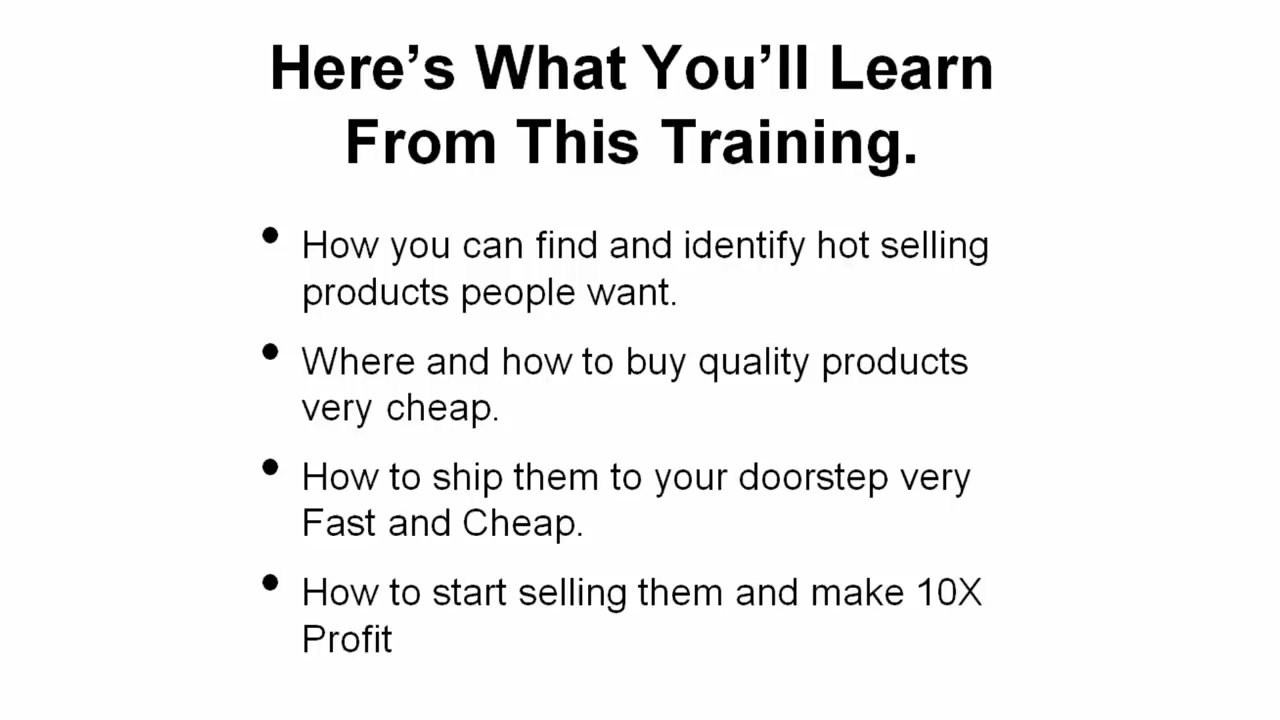 Here’s What You’ll Learn
From This Training.
• How you can find and identify hot selling
products people want.
• Where and how to buy quality products
very cheap.
• How to ship them to your doorstep very
Fast and Cheap.
• How to start selling them and make 10X
Profit